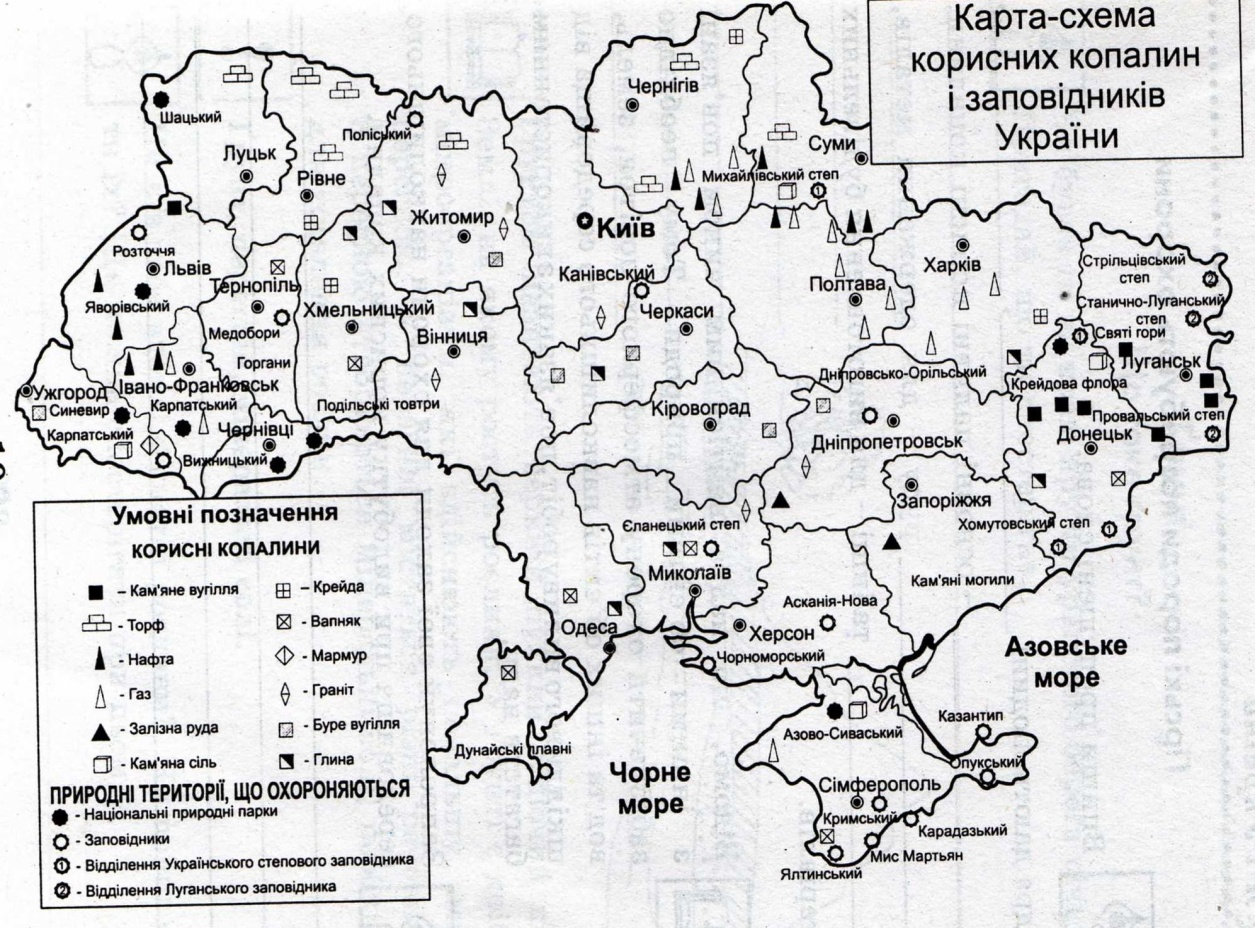 Карта-схема
корисних копалин
і заповідників
України
Чернігів
Шацький
Поліський
Суми
Луцьк
Рівне
Михайлівський степ
Житомир
Київ
Розточчя
Львів
Канівський
Харків
Стрільцівський
степ
Яворівський
Тернопіль
Хмельницький
Черкаси
Полтава
Станично-Луганський
степ
Медобори
Вінниця
Святі гори
Горгани
Луганськ
Ужгород
Івано-Франковськ
Дніпровсько-Орільський
Крейдова флора
Синевир
Карпатський
Подільські товтри
Кіровоград
Провальський степ
Карпатський
Чернівці
Дніпропетровськ
Донецьк
Вижницький
Запоріжжя
Єланецький степ
Хомутовський степ
Миколаїв
Кам'яні могили
Асканія-Нова
Одеса
Херсон
Чорноморський
Азовське
море
Казантип
Азово-Сиваський
Дунайські плавні
Опукський
Чорне
море
Сімферополь
Кримський
Карадазький
Мис Мартьян
Ялтинський
Умовні позначення
КОРИСНІ КОПАЛИНИ
– Кам'яне вугілля
- Торф
- Нафта
- Газ
- Залізна руда
- Кам'яна сіль
- Крейда
- Вапняк
- Мармур
- Граніт
- Буре вугілля
- Глина
ПРИРОДНІ ТЕРИТОРІЇ, ЩО ОХОРОНЯЮТЬСЯ
- Національні природні парки
- Заповідники
1 - Відділення Українського степового заповідника
2 - Відділення Луганського заповідника